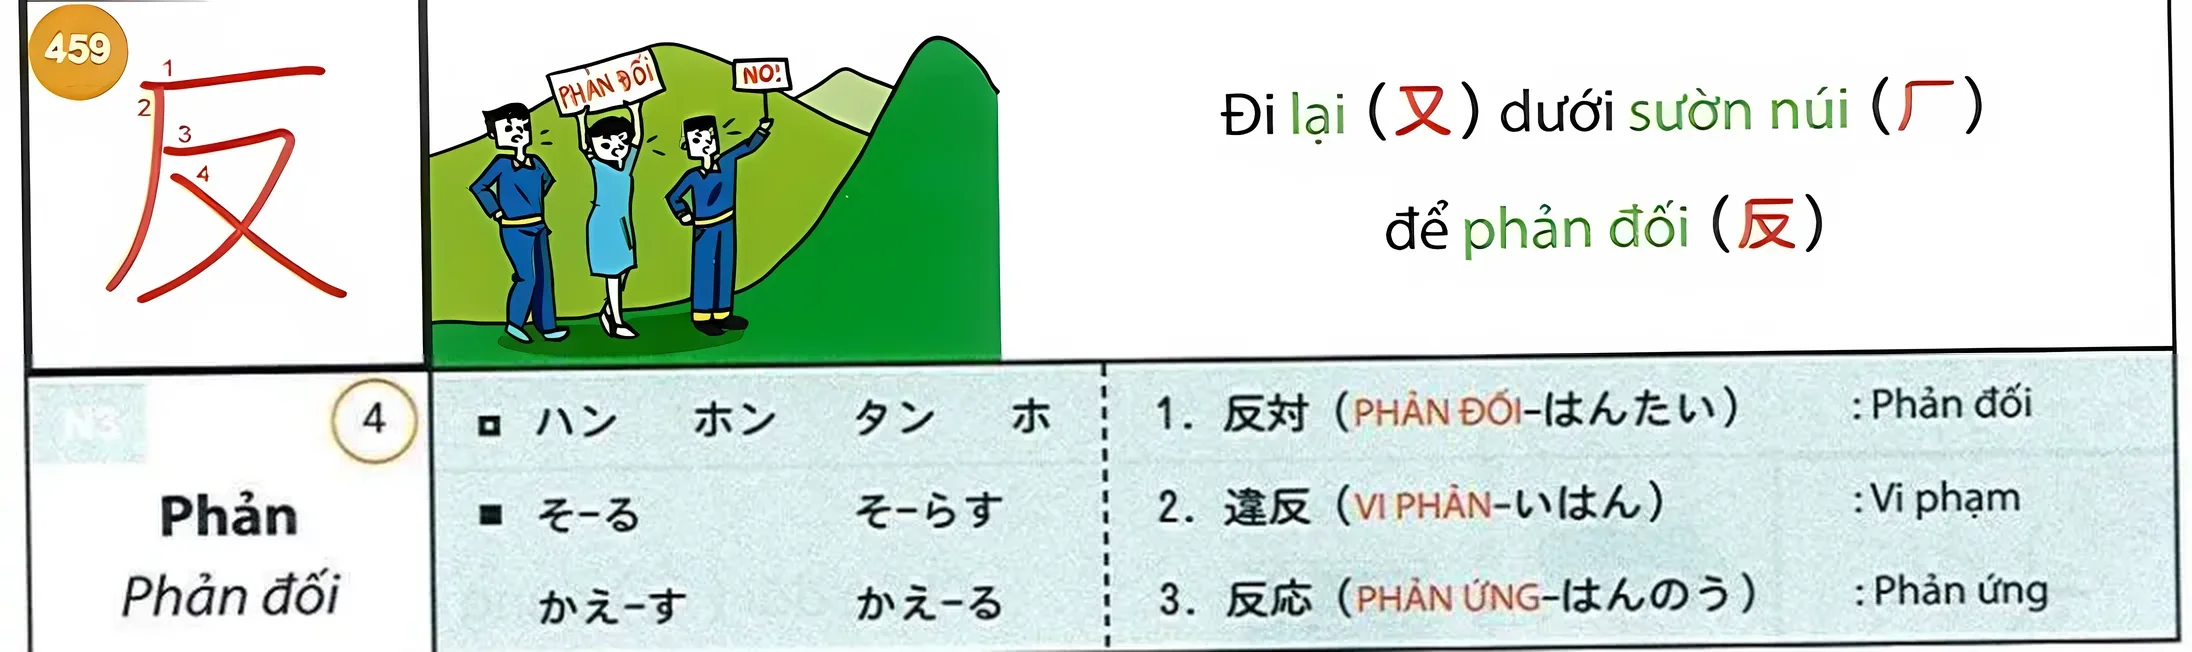 459
1
2
3
4
PHẢN ĐỐI
NO!
Đi lại (又) dưới sườn núi (厂)
để phản đối (反)
N3
4
Phản
Phản đối
ハン ホン タン ホ
そ-る そ-らす
かえ-す かえ-る
1. 反対 (PHẢN ĐỐI-はんたい) : Phản đối
2. 違反 (VI PHẢN-いはん) : Vi phạm
3. 反応 (PHẢN ỨNG-はんのう) : Phản ứng